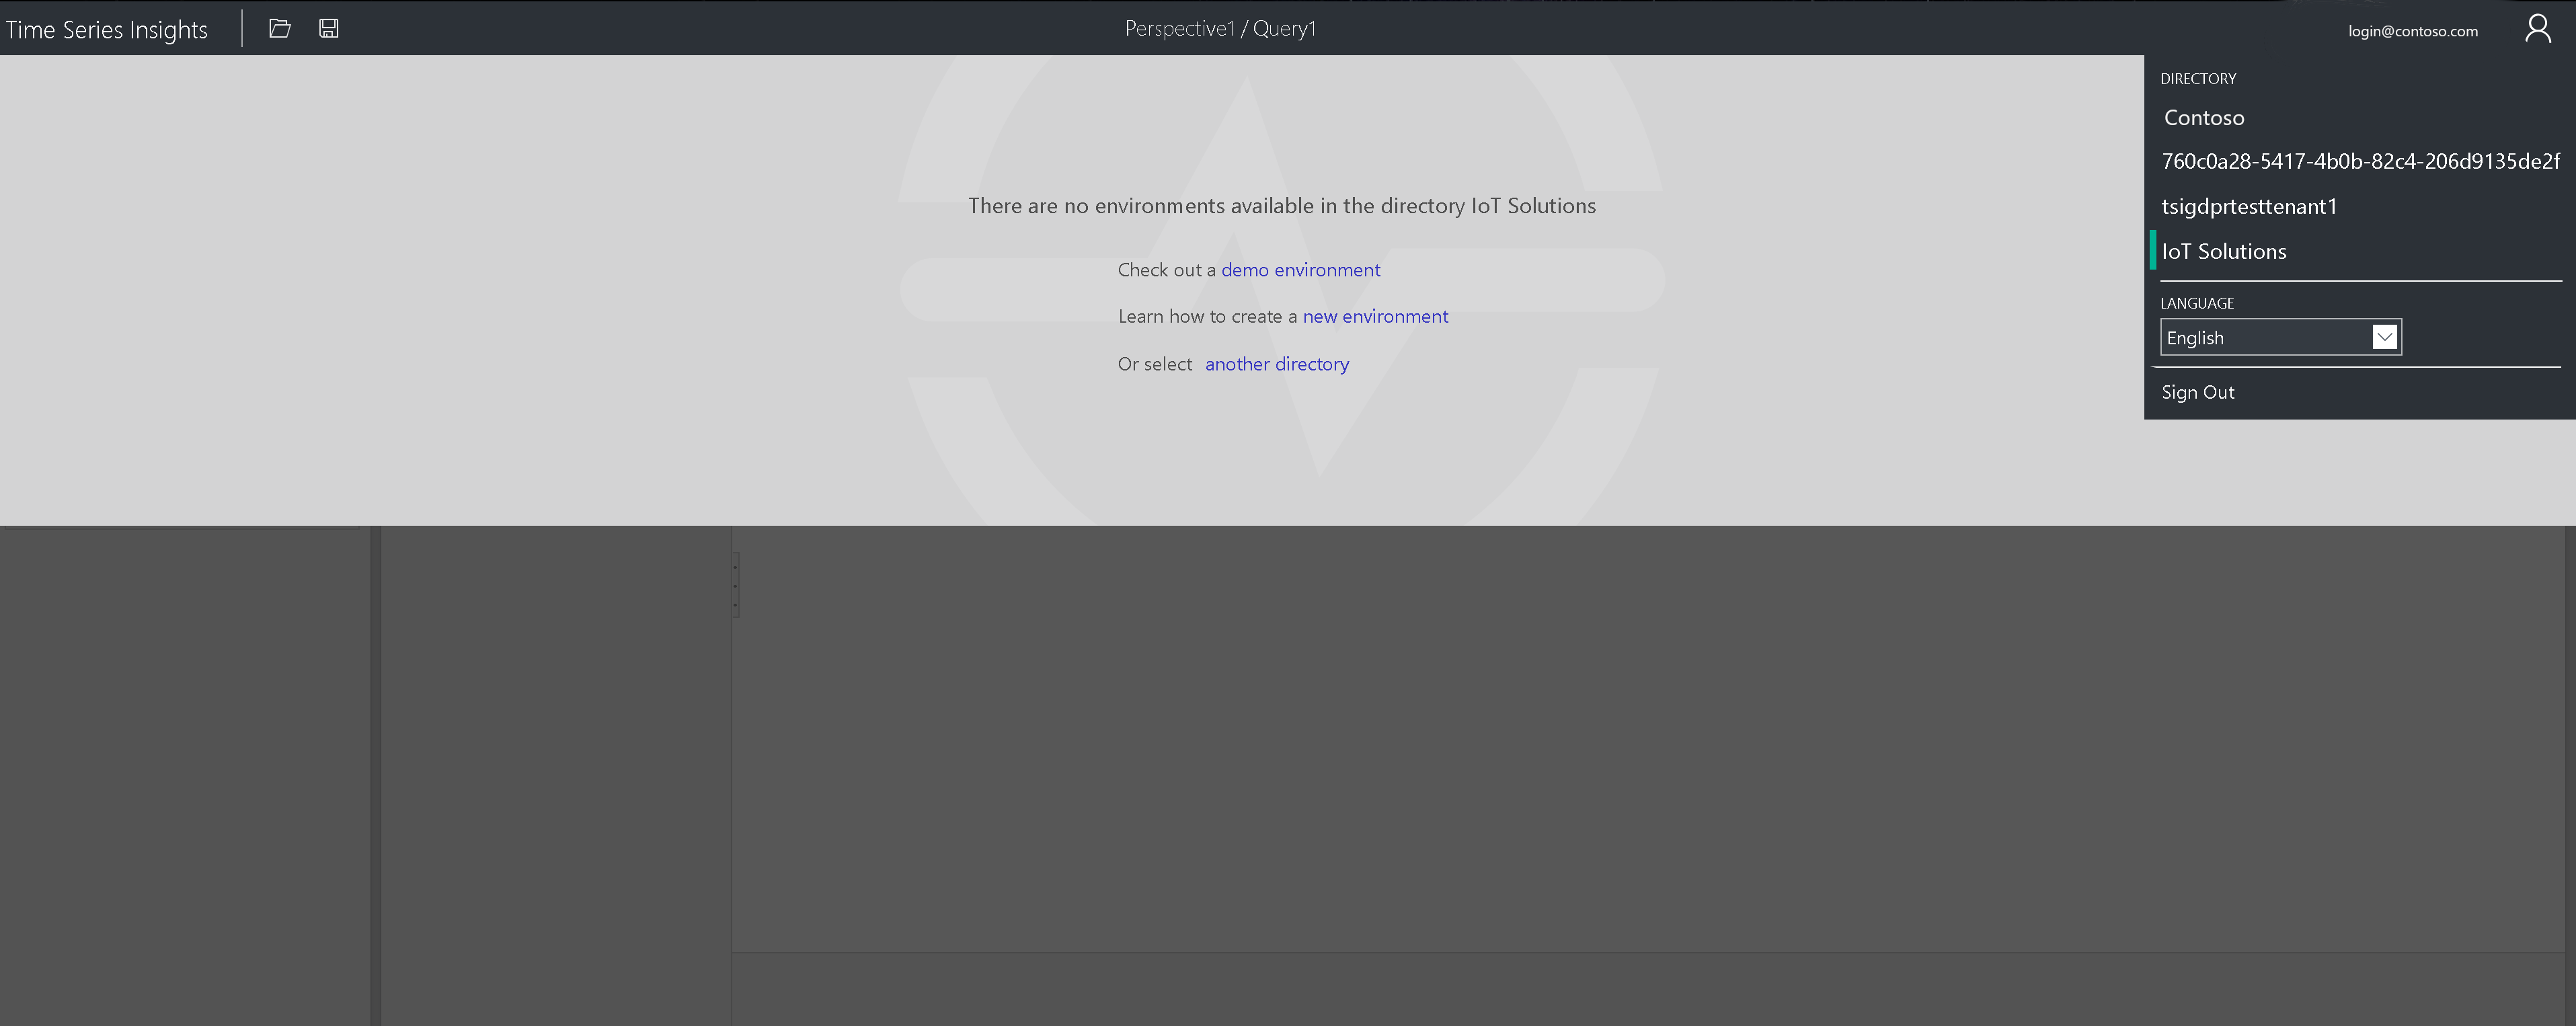 Time Series Insights
Perspective1 / Query1
login@contoso.com
There are no environments available in the directory IoT Solutions
Check out a demo environment
Learn how to create a new environment
Or select another directory
DIRECTORY
Contoso
760c0a28-5417-4b0b-82c4-206d9135de2f
tsigdprtesttenant1
IoT Solutions
LANGUAGE
English
Sign Out